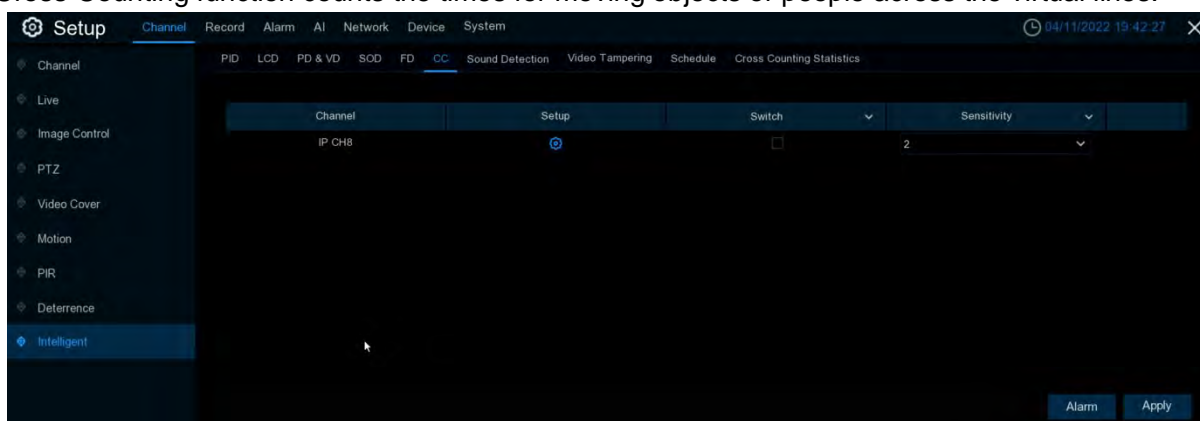 Cross Counting function counts the times for moving objects or people across the virtual lines.
Setup Channel Record Alarm AI Network Device System 04/11/2022 19:42:27
Channel PID LCD PD & VD SOD FD CC Sound Detection Video Tampering Schedule Cross Counting Statistics
Live
Channel Setup Switch Sensitivity
Image Control
IP CH8 2
PTZ
Video Cover
Motion
PIR
Deterrence
Intelligent
Alarm Apply